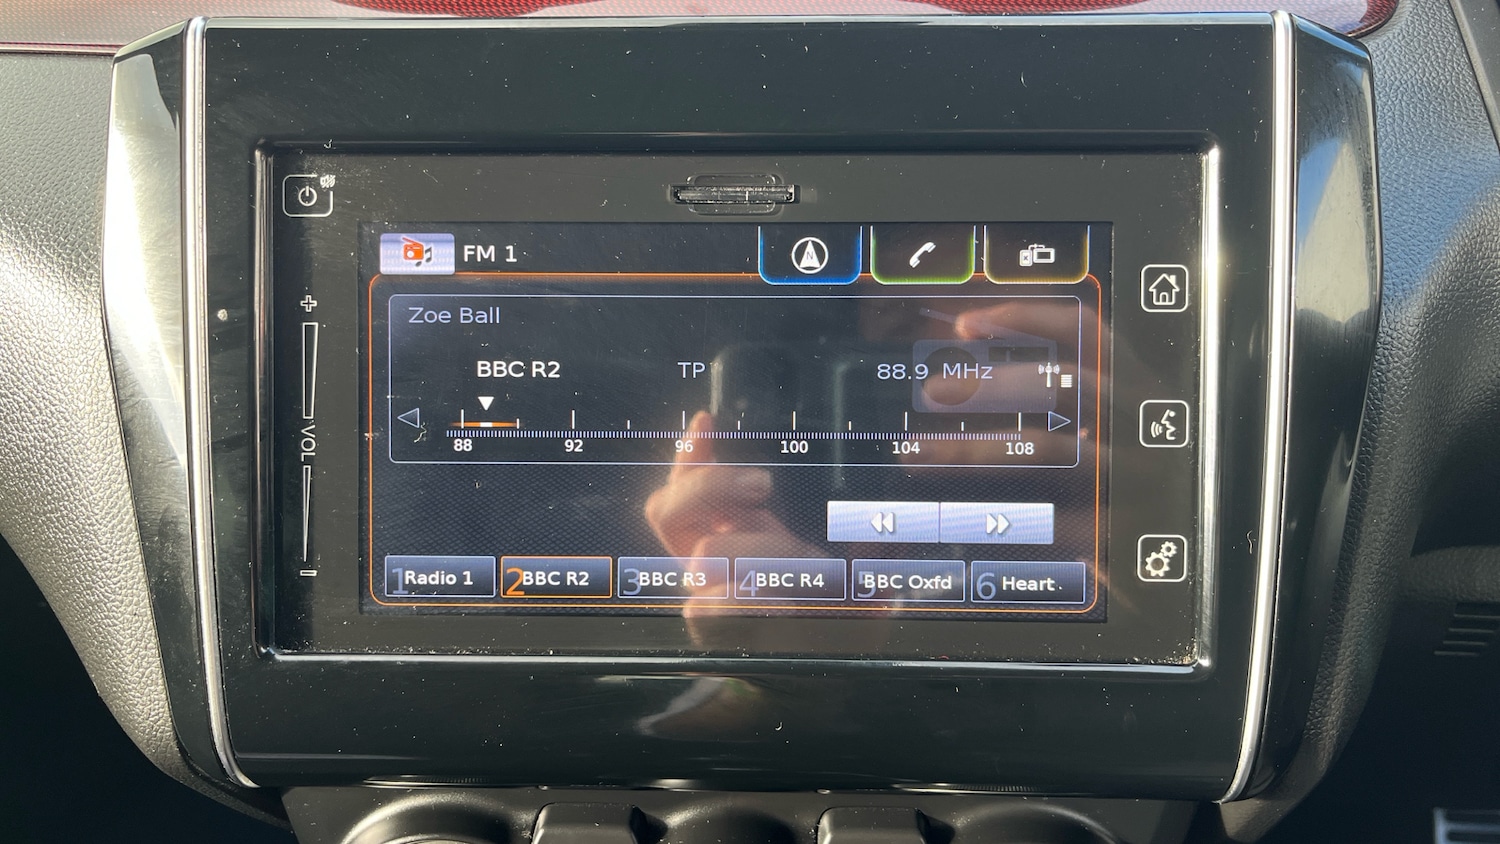 FM 1
N
Zoe Ball
BBC R2 TP 88.9 MHz
88 92 96 100 104 108
+
VOL
-
1 Radio 1
2 BBC R2
3 BBC R3
4 BBC R4
5 BBC Oxfd
6 Heart